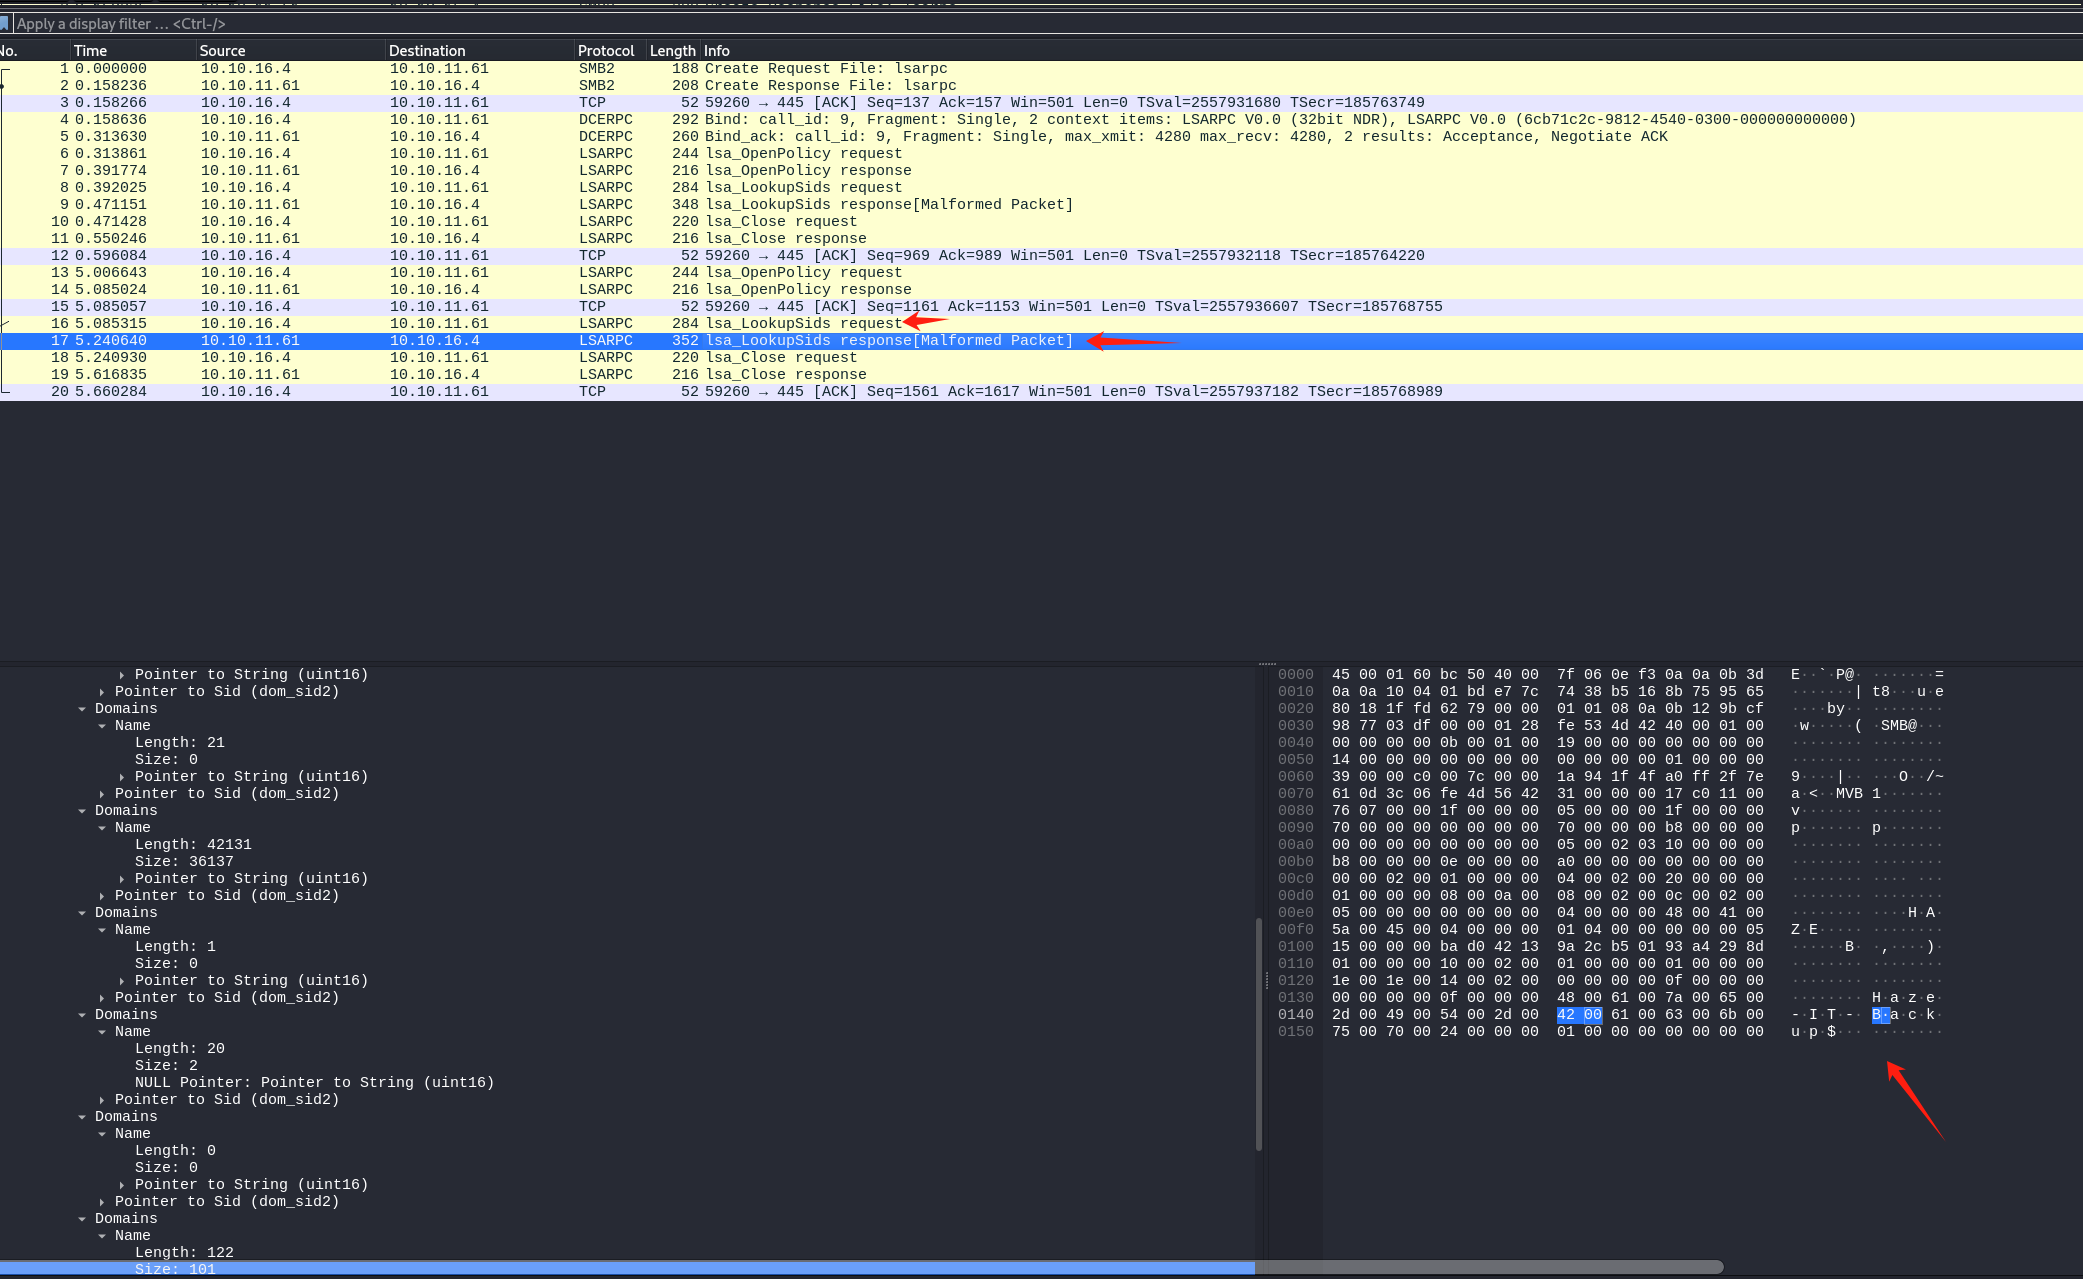 Apply a display filter … <Ctrl-/>
No. Time Source Destination Protocol Length Info
1 0.000000 10.10.16.4 10.10.11.61 SMB2 188 Create Request File: lsarpc
2 0.158236 10.10.11.61 10.10.16.4 SMB2 208 Create Response File: lsarpc
3 0.158266 10.10.16.4 10.10.11.61 TCP 52 59260 → 445 [ACK] Seq=137 Ack=157 Win=501 Len=0 TSval=2557931680 TSecr=185763749
4 0.158636 10.10.16.4 10.10.11.61 DCERPC 292 Bind: call_id: 9, Fragment: Single, 2 context items: LSARPC V0.0 (32bit NDR), LSARPC V0.0 (6cb71c2c-9812-4540-0300-000000000000)
5 0.313630 10.10.11.61 10.10.16.4 DCERPC 260 Bind_ack: call_id: 9, Fragment: Single, max_xmit: 4280 max_recv: 4280, 2 results: Acceptance, Negotiate ACK
6 0.313861 10.10.16.4 10.10.11.61 LSARPC 244 lsa_OpenPolicy request
7 0.391774 10.10.11.61 10.10.16.4 LSARPC 216 lsa_OpenPolicy response
8 0.392025 10.10.16.4 10.10.11.61 LSARPC 284 lsa_LookupSids request
9 0.471151 10.10.11.61 10.10.16.4 LSARPC 348 lsa_LookupSids response[Malformed Packet]
10 0.471428 10.10.16.4 10.10.11.61 LSARPC 220 lsa_Close request
11 0.550246 10.10.11.61 10.10.16.4 LSARPC 216 lsa_Close response
12 0.596084 10.10.16.4 10.10.11.61 TCP 52 59260 → 445 [ACK] Seq=969 Ack=989 Win=501 Len=0 TSval=2557932118 TSecr=185764220
13 5.006643 10.10.16.4 10.10.11.61 LSARPC 244 lsa_OpenPolicy request
14 5.085024 10.10.11.61 10.10.16.4 LSARPC 216 lsa_OpenPolicy response
15 5.085057 10.10.16.4 10.10.11.61 TCP 52 59260 → 445 [ACK] Seq=1161 Ack=1153 Win=501 Len=0 TSval=2557936607 TSecr=185768755
16 5.085315 10.10.16.4 10.10.11.61 LSARPC 284 lsa_LookupSids request
17 5.240640 10.10.11.61 10.10.16.4 LSARPC 352 lsa_LookupSids response[Malformed Packet]
18 5.240930 10.10.16.4 10.10.11.61 LSARPC 220 lsa_Close request
19 5.616835 10.10.11.61 10.10.16.4 LSARPC 216 lsa_Close response
20 5.660284 10.10.16.4 10.10.11.61 TCP 52 59260 → 445 [ACK] Seq=1561 Ack=1617 Win=501 Len=0 TSval=2557937182 TSecr=185768989
Pointer to String (uint16)
Pointer to Sid (dom_sid2)
Domains
Name
Length: 21
Size: 0
Pointer to String (uint16)
Pointer to Sid (dom_sid2)
Domains
Name
Length: 42131
Size: 36137
Pointer to String (uint16)
Pointer to Sid (dom_sid2)
Domains
Name
Length: 1
Size: 0
Pointer to String (uint16)
Pointer to Sid (dom_sid2)
Domains
Name
Length: 20
Size: 2
NULL Pointer: Pointer to String (uint16)
Pointer to Sid (dom_sid2)
Domains
Name
Length: 0
Size: 0
Pointer to String (uint16)
Pointer to Sid (dom_sid2)
Domains
Name
Length: 122
Size: 101
0000 45 00 01 60 bc 50 40 00 7f 06 0e f3 0a 0a 0b 3d E··`·P@· ·······=
0010 0a 0a 10 04 01 bd e7 7c 74 38 b5 16 8b 75 95 65 ·······| t8···u·e
0020 80 18 1f fd 62 79 00 00 01 01 08 0a 0b 12 9b cf ····by·· ········
0030 98 77 03 df 00 00 01 28 fe 53 4d 42 40 00 01 00 ·w·····( ·SMB@···
0040 00 00 00 00 0b 00 01 00 19 00 00 00 00 00 00 00 ········ ········
0050 14 00 00 00 00 00 00 00 00 00 00 00 01 00 00 00 ········ ········
0060 39 00 00 c0 00 7c 00 00 1a 94 1f 4f a0 ff 2f 7e 9····|·· ···O··/~
0070 61 0d 3c 06 fe 4d 56 42 31 00 00 00 17 c0 11 00 a·<··MVB 1·······
0080 76 07 00 00 1f 00 00 00 05 00 00 00 1f 00 00 00 v······· ········
0090 70 00 00 00 00 00 00 00 70 00 00 00 b8 00 00 00 p······· p·······
00a0 00 00 00 00 00 00 00 00 05 00 02 03 10 00 00 00 ········ ········
00b0 b8 00 00 00 0e 00 00 00 a0 00 00 00 00 00 00 00 ········ ········
00c0 00 00 02 00 01 00 00 00 04 00 02 00 20 00 00 00 ········ ···· ···
00d0 01 00 00 00 08 00 0a 00 08 00 02 00 0c 00 02 00 ········ ········
00e0 05 00 00 00 00 00 00 00 04 00 00 00 48 00 41 00 ········ ····H·A·
00f0 5a 00 45 00 04 00 00 00 01 04 00 00 00 00 00 05 Z·E····· ········
0100 15 00 00 00 ba d0 42 13 9a 2c b5 01 93 a4 29 8d ······B· ·,····)·
0110 01 00 00 00 10 00 02 00 01 00 00 00 01 00 00 00 ········ ········
0120 1e 00 1e 00 14 00 02 00 00 00 00 00 0f 00 00 00 ········ ········
0130 00 00 00 00 0f 00 00 00 48 00 61 00 7a 00 65 00 ········ H·a·z·e·
0140 2d 00 49 00 54 00 2d 00 42 00 61 00 63 00 6b 00 -·I·T·-· B·a·c·k·
0150 75 00 70 00 24 00 00 00 01 00 00 00 00 00 00 00 u·p·$··· ········